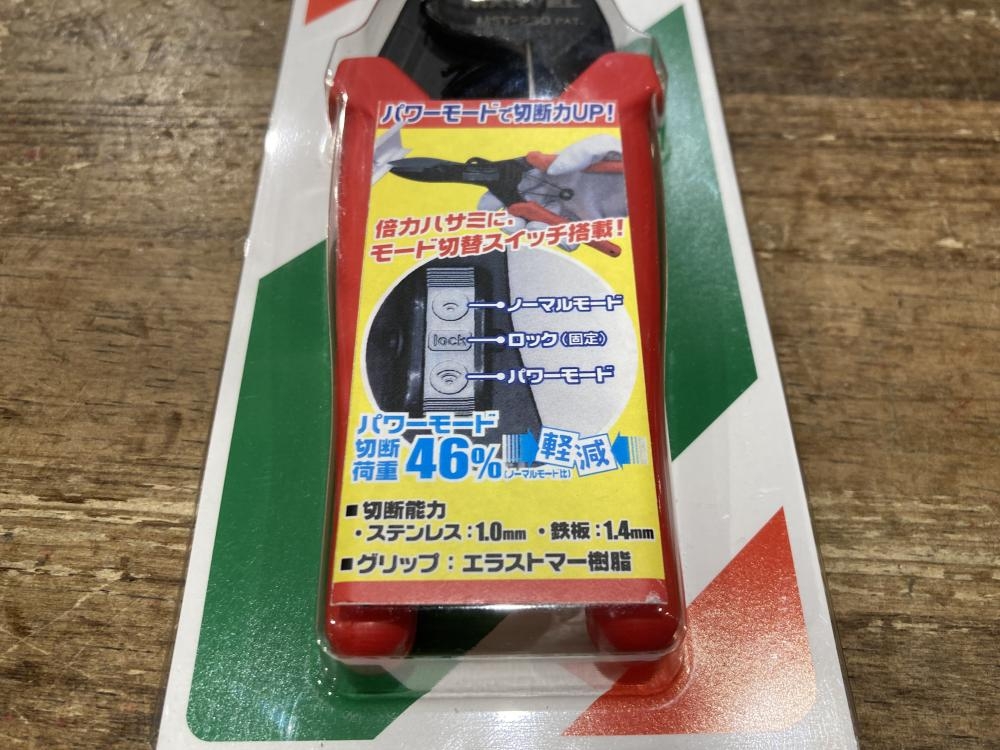 MST-230 PAT.
パワーモードで切断力UP!
倍力ハサミに、
モード切替スイッチ搭載!
ノーマルモード
lock
ロック(固定)
パワーモード
パワーモード
切断
荷重 46% 軽減
(ノーマルモード比)
■切断能力
・ステンレス:1.0mm ・鉄板:1.4mm
■グリップ:エラストマー樹脂